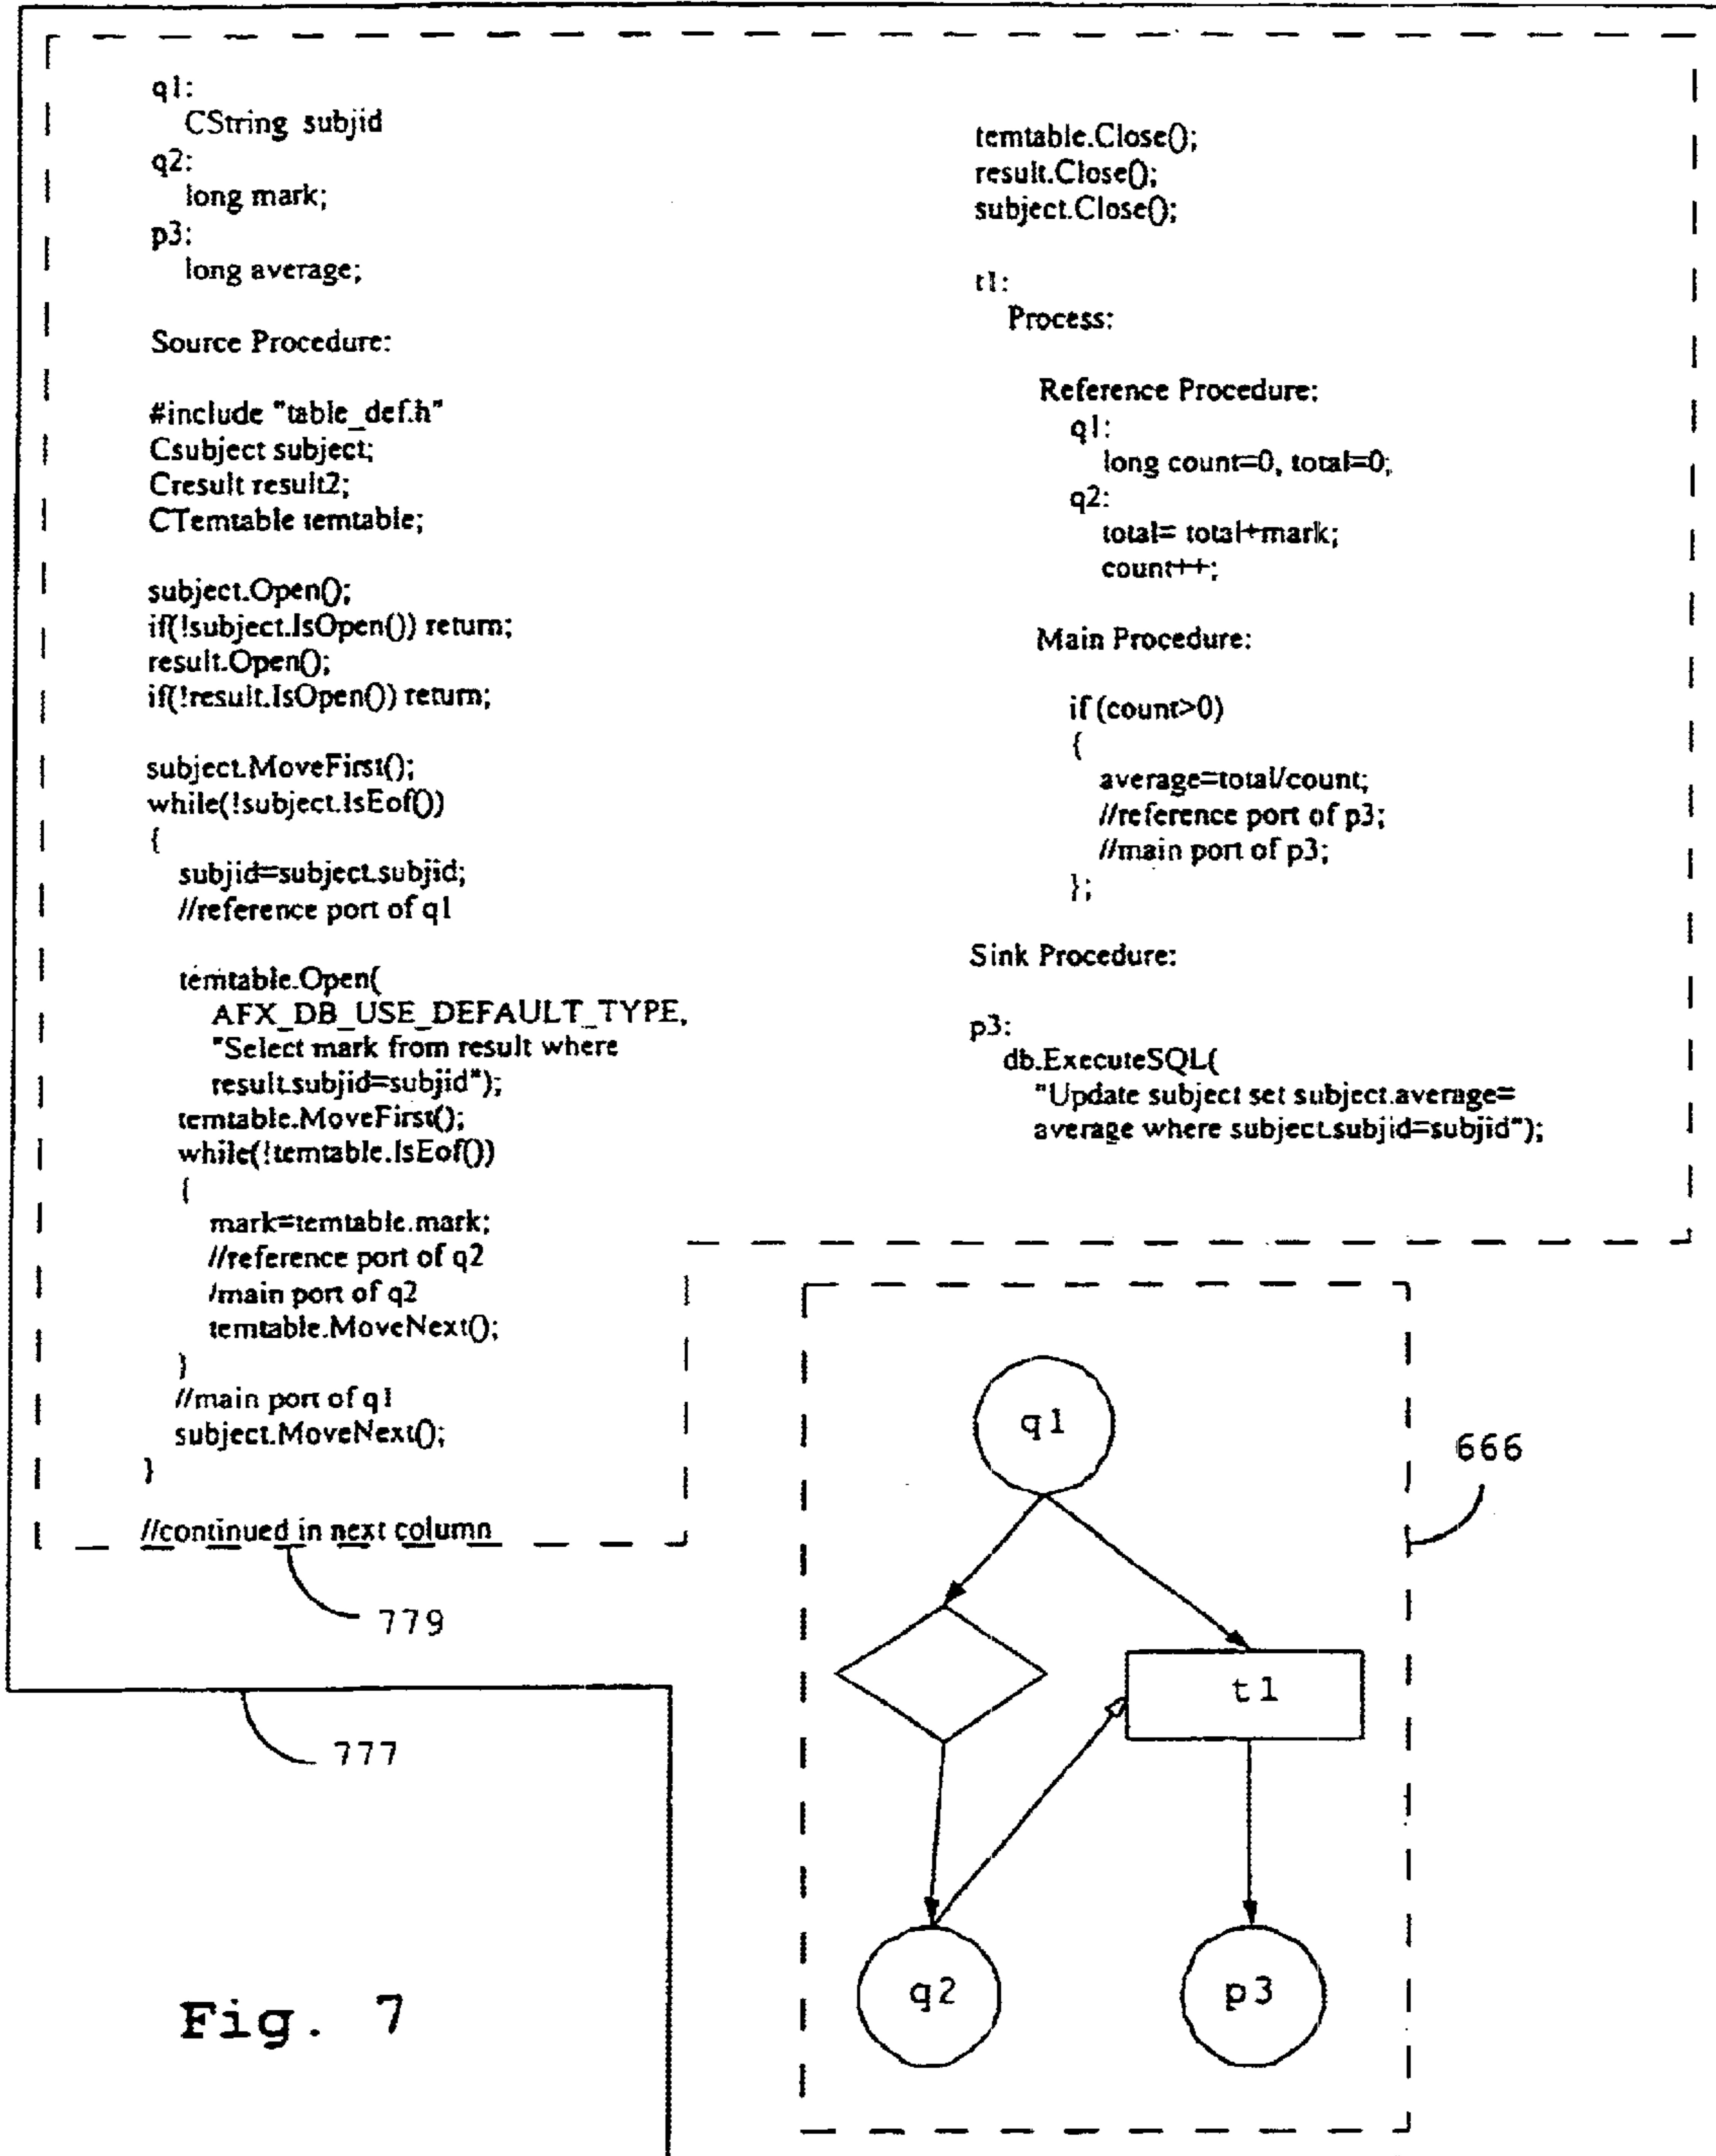 q1:
CString subjid
q2:
long mark;
p3:
long average;
Source Procedure:
#include "table_def.h"
Csubject subject;
Cresult result2;
CTemtable temtable;
subject.Open();
if(!subject.IsOpen()) return;
result.Open();
if(!result.IsOpen()) return;
subject.MoveFirst();
while(!subject.IsEof())
{
subjid=subject.subjid;
//reference port of q1
temtable.Open(
AFX_DB_USE_DEFAULT_TYPE,
"Select mark from result where
result.subjid=subjid");
temtable.MoveFirst();
while(!temtable.IsEof())
{
mark=temtable.mark;
//reference port of q2
/main port of q2
temtable.MoveNext();
}
//main port of q1
subject.MoveNext();
}
//continued in next column
temtable.Close();
result.Close();
subject.Close();
t1:
Process:
Reference Procedure:
q1:
long count=0, total=0;
q2:
total= total+mark;
count++;
Main Procedure:
if (count>0)
{
average=total/count;
//reference port of p3;
//main port of p3;
};
Sink Procedure:
p3:
db.ExecuteSQL(
"Update subject set subject.average=
average where subject.subjid=subjid");
779
777
q1
666
t1
q2
p3
Fig. 7